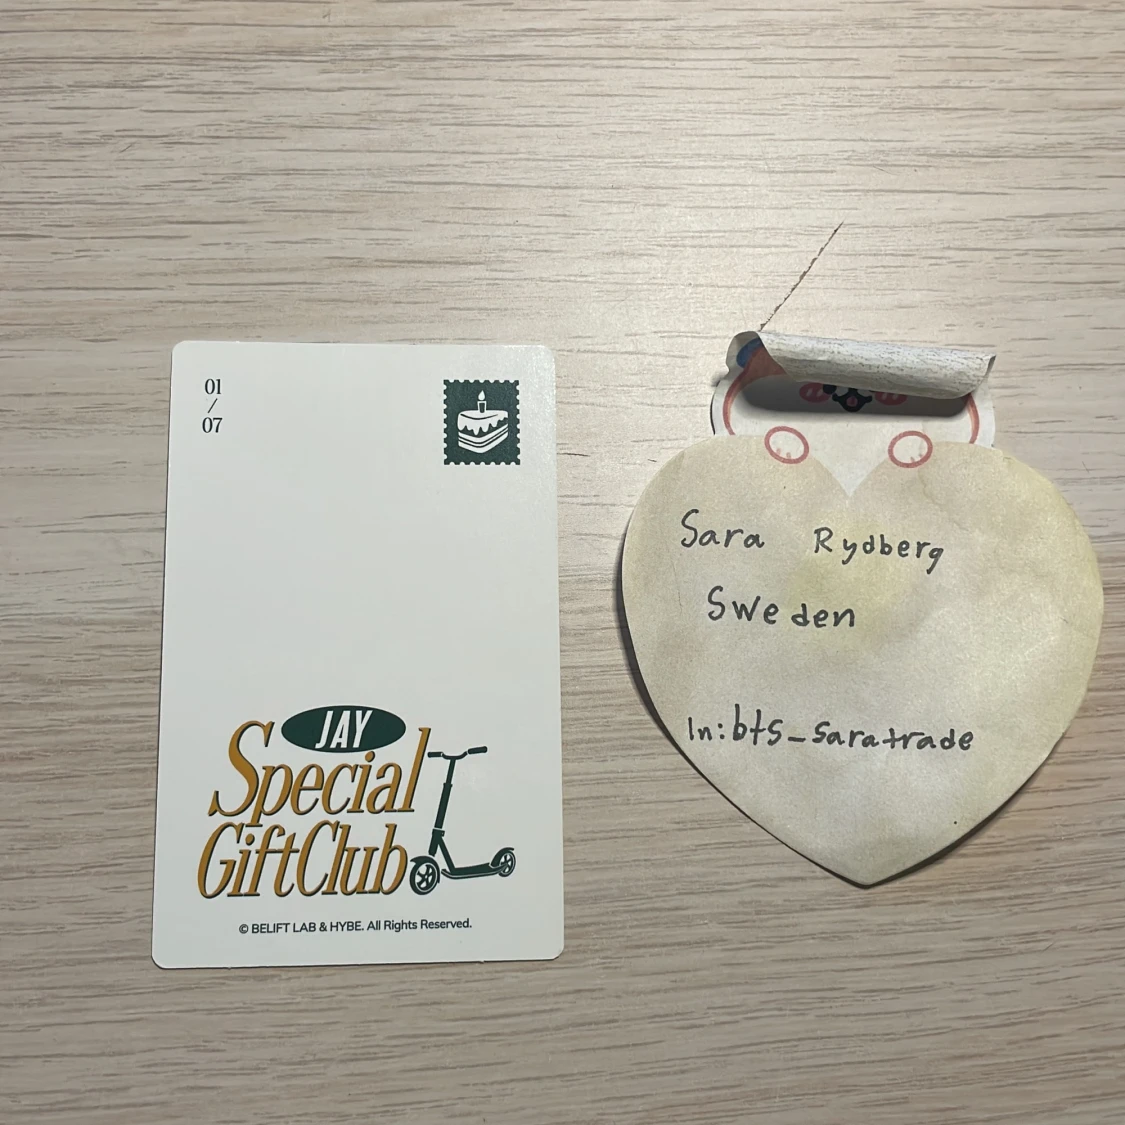 01
/
07
JAY
Special
GiftClub
© BELIFT LAB & HYBE. All Rights Reserved.
Sara Rydberg
Sweden
In: bts_saratrade